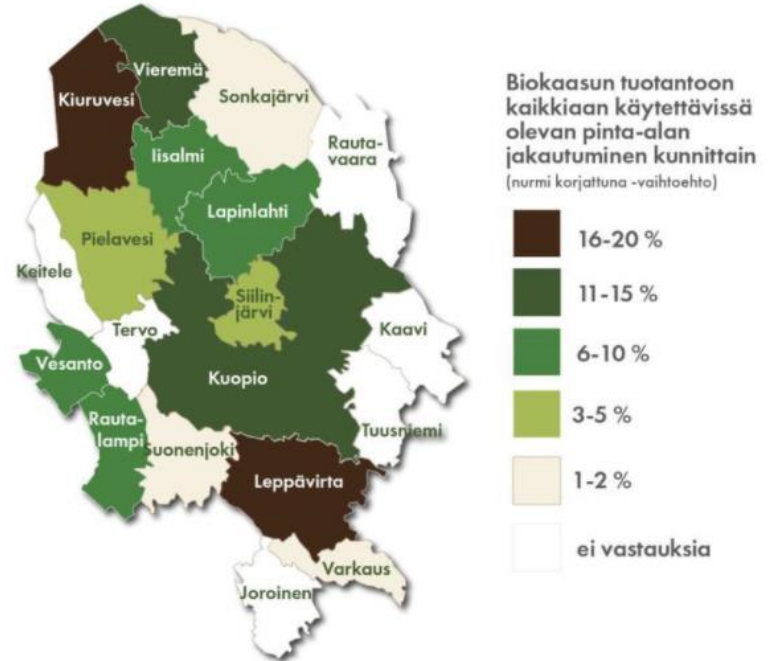 Vieremä
Kiuruvesi
Sonkajärvi
Rauta-
vaara
Iisalmi
Lapinlahti
Pielavesi
Keitele
Siilin-
järvi
Tervo
Kaavi
Vesanto
Kuopio
Rauta-
lampi
Tuusniemi
Suonenjoki
Leppävirta
Varkaus
Joroinen
Biokaasun tuotantoon
kaikkiaan käytettävissä
olevan pinta-alan
jakautuminen kunnittain
(nurmi korjattuna -vaihtoehto)
16-20 %
11-15 %
6-10 %
3-5 %
1-2 %
ei vastauksia